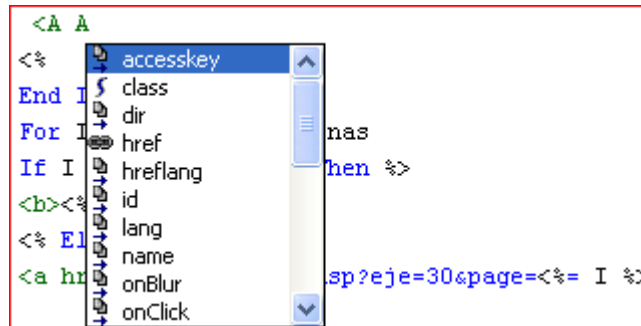 <A A
<%
accesskey
End I
class
dir
For I
nas
href
If I
Then %>
hreflang
id
<b><%
lang
<% El
name
<a hr
sp?eje=30&page=<%= I %>
onBlur
onClick